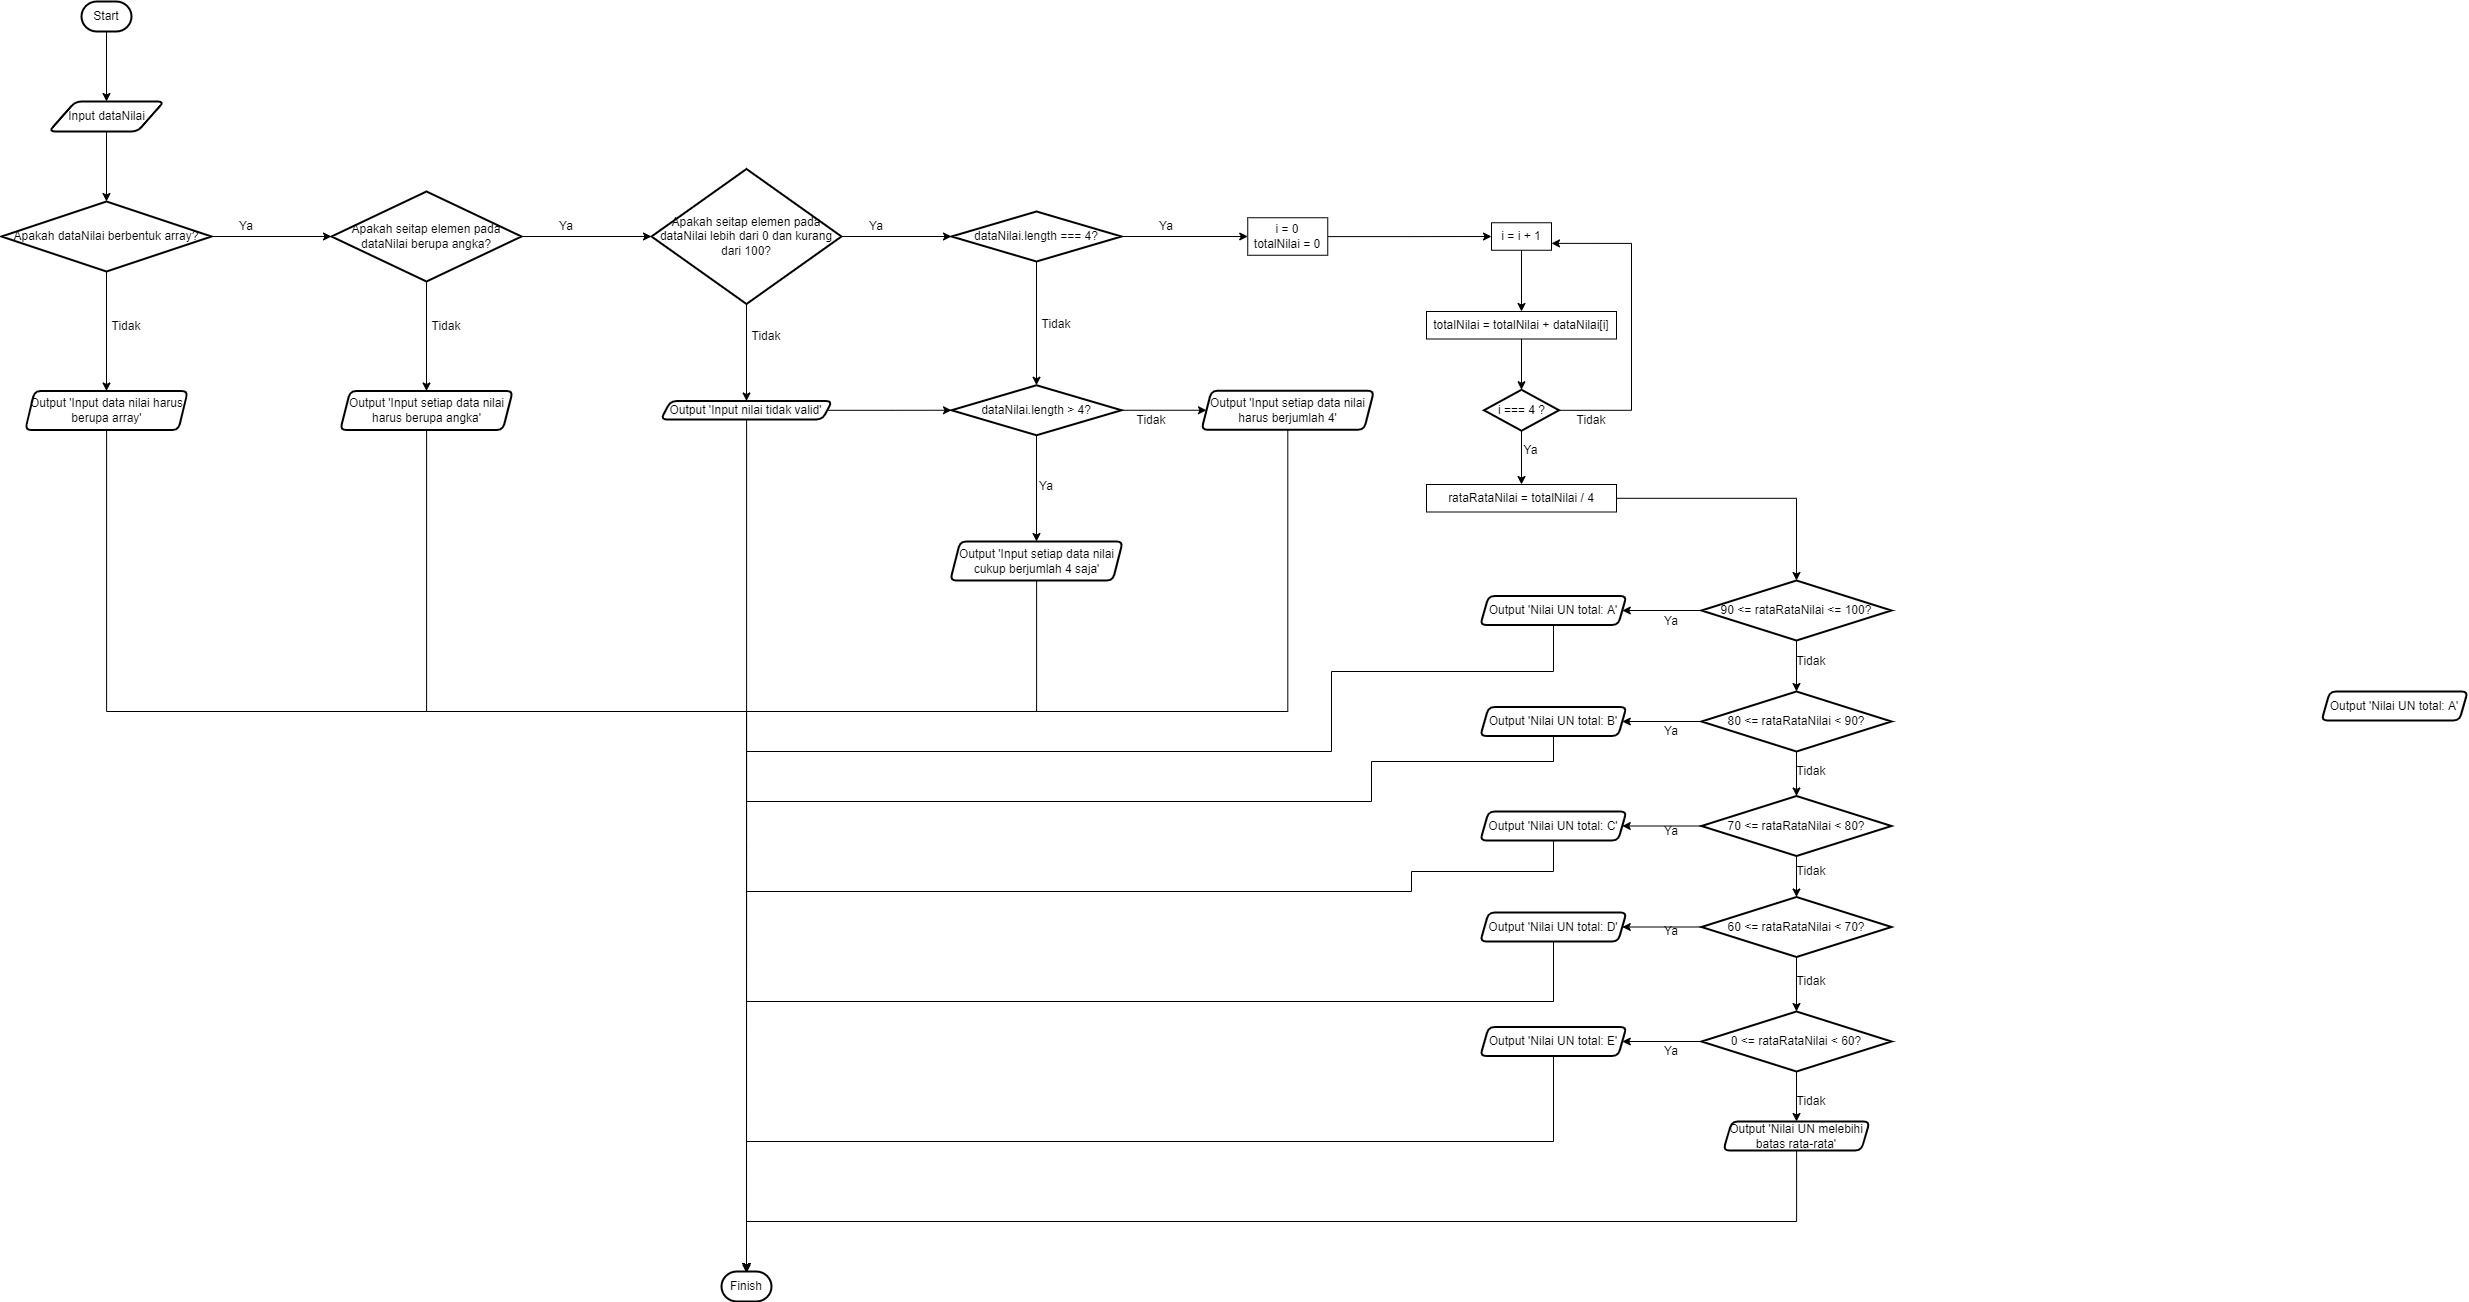 Start
Input dataNilai
Apakah dataNilai berbentuk array?
Ya
Apakah seitap elemen pada
dataNilai berupa angka?
Ya
Apakah seitap elemen pada
dataNilai lebih dari 0 dan kurang
dari 100?
Ya
dataNilai.length === 4?
Ya
i = 0
totalNilai = 0
i = i + 1
Tidak
Tidak
Tidak
Tidak
totalNilai = totalNilai + dataNilai[i]
Output 'Input data nilai harus
berupa array'
Output 'Input setiap data nilai
harus berupa angka'
Output 'Input nilai tidak valid'
dataNilai.length > 4?
Tidak
Output 'Input setiap data nilai
harus berjumlah 4'
i === 4 ?
Tidak
Ya
Ya
rataRataNilai = totalNilai / 4
Output 'Input setiap data nilai
cukup berjumlah 4 saja'
Output 'Nilai UN total: A'
Ya
90 <= rataRataNilai <= 100?
Tidak
Output 'Nilai UN total: A'
Output 'Nilai UN total: B'
Ya
80 <= rataRataNilai < 90?
Tidak
Output 'Nilai UN total: C'
Ya
70 <= rataRataNilai < 80?
Tidak
Output 'Nilai UN total: D'
Ya
60 <= rataRataNilai < 70?
Tidak
Output 'Nilai UN total: E'
Ya
0 <= rataRataNilai < 60?
Tidak
Output 'Nilai UN melebihi
batas rata-rata'
Finish